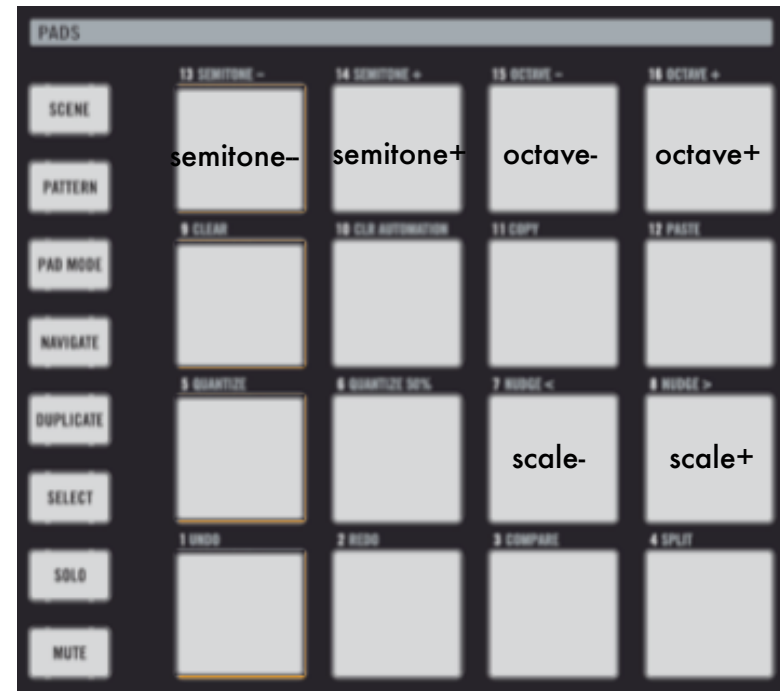 PADS
13 SEMITONE – 14 SEMITONE + 15 OCTAVE – 16 OCTAVE +
SCENE
semitone– semitone+ octave- octave+
PATTERN
9 CLEAR 10 CLR AUTOMATION 11 COPY 12 PASTE
PAD MODE
NAVIGATE
5 QUANTIZE 6 QUANTIZE 50% 7 NUDGE < 8 NUDGE >
DUPLICATE
scale- scale+
SELECT
1 UNDO 2 REDO 3 COMPARE 4 SPLIT
SOLO
MUTE